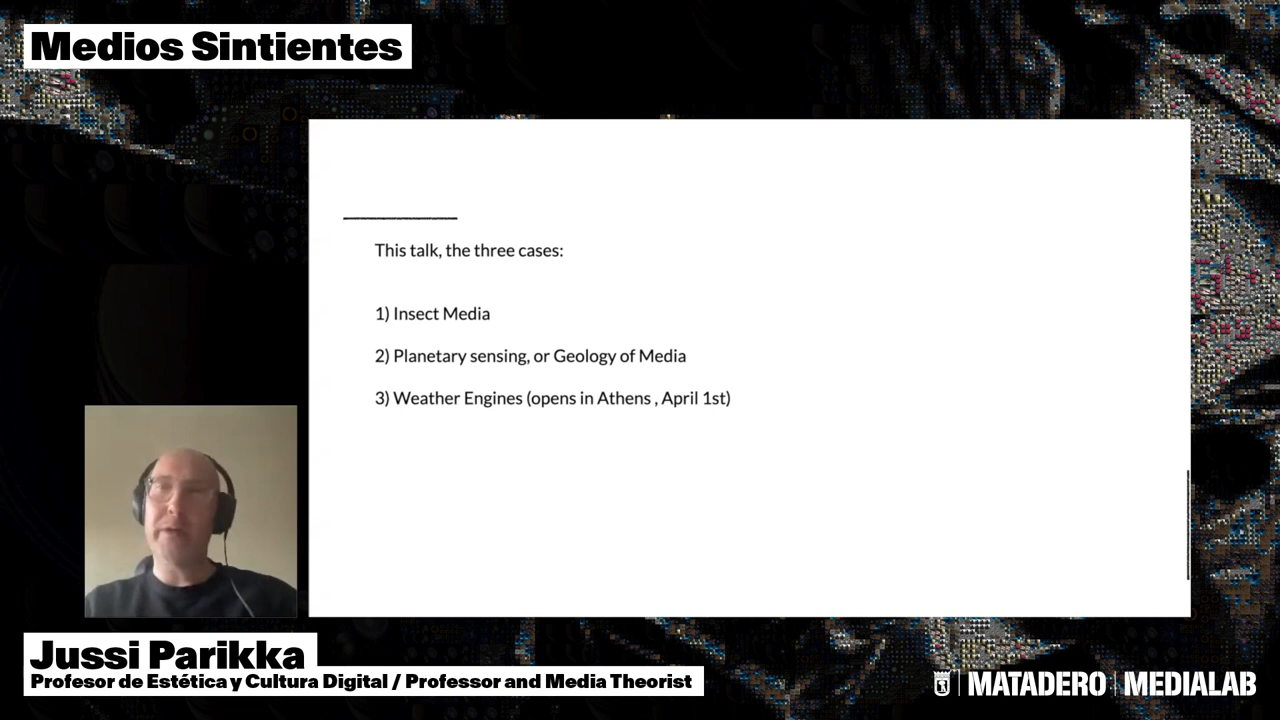 Medios Sintientes
This talk, the three cases:
1) Insect Media
2) Planetary sensing, or Geology of Media
3) Weather Engines (opens in Athens , April 1st)
Jussi Parikka
Profesor de Estética y Cultura Digital / Professor and Media Theorist
MATADERO | MEDIALAB